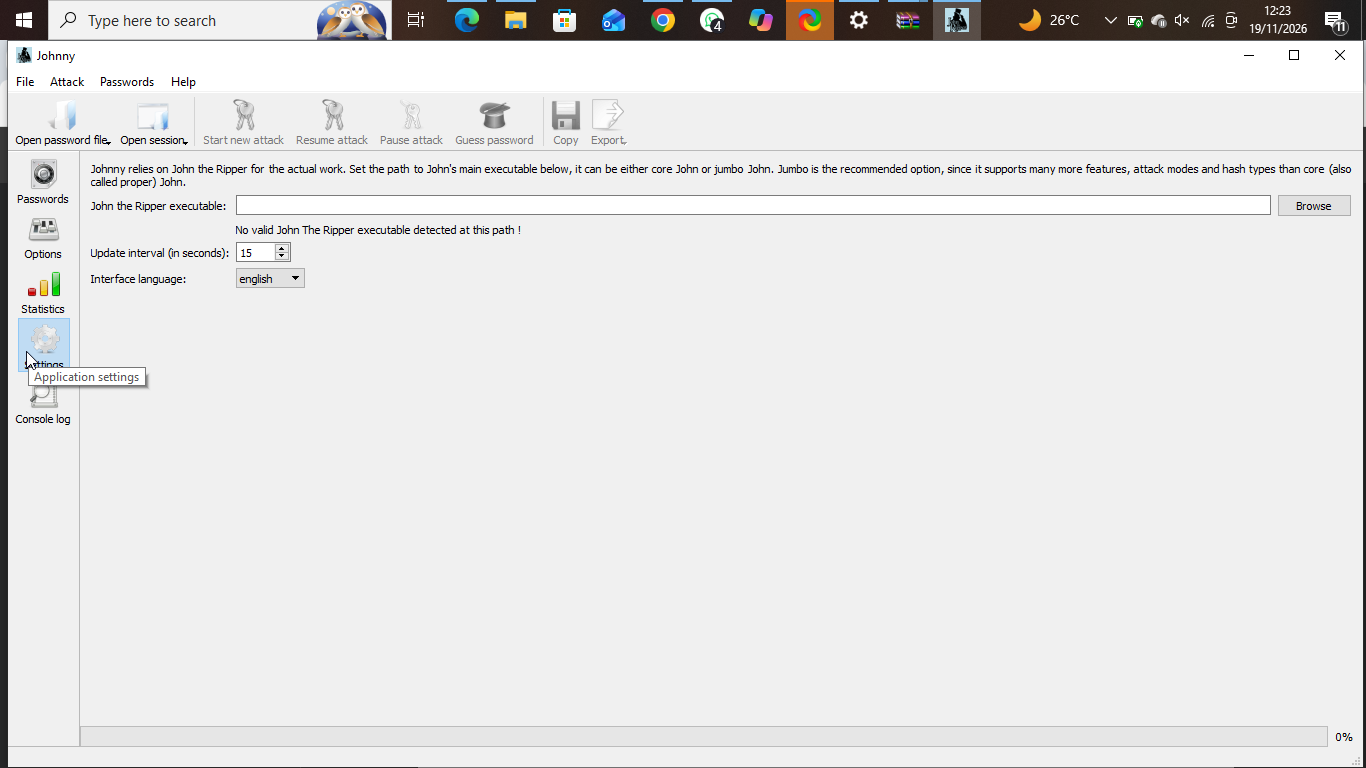 Type here to search
4
26°C
12:23
19/11/2026
11
Johnny
File Attack Passwords Help
Open password file Open session Start new attack Resume attack Pause attack Guess password Copy Export
Passwords
Options
Statistics
Application settings
Console log
Johnny relies on John the Ripper for the actual work. Set the path to John's main executable below, it can be either core John or jumbo John. Jumbo is the recommended option, since it supports many more features, attack modes and hash types than core (also
called proper) John.
John the Ripper executable: Browse
No valid John The Ripper executable detected at this path !
Update interval (in seconds): 15
Interface language: english
0%